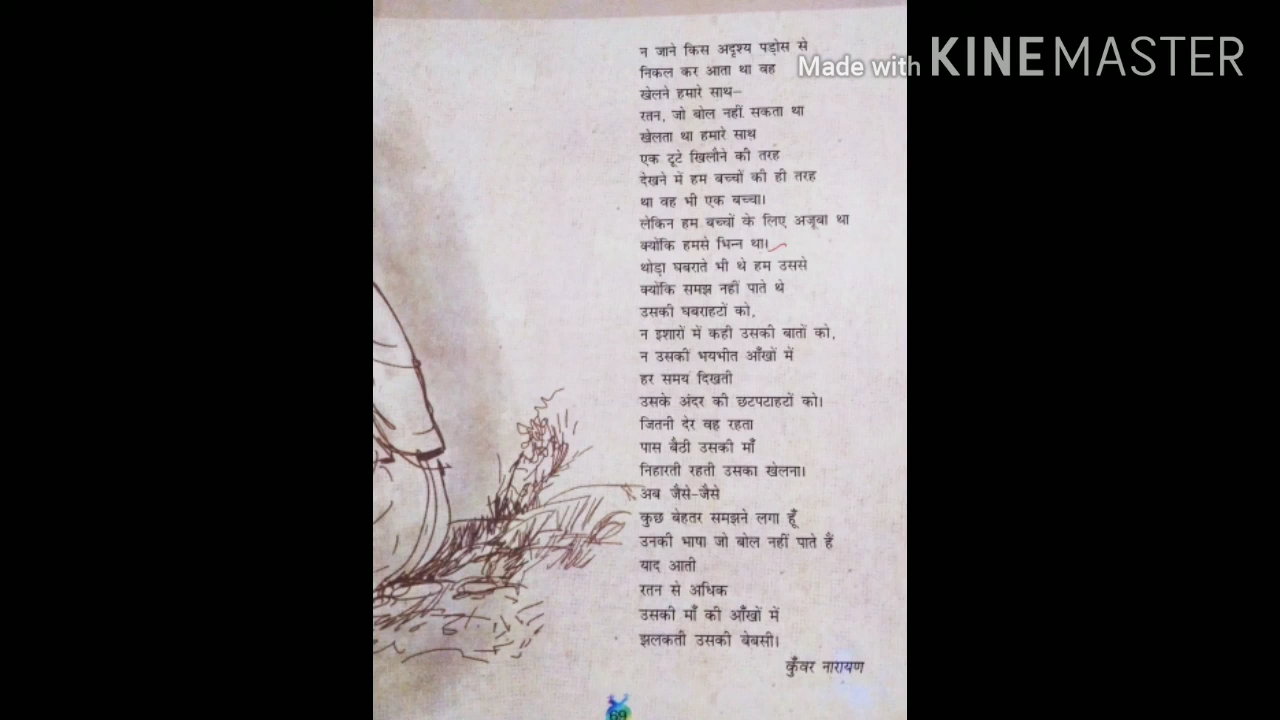 Made with KINEMASTER
न जाने किस अदृश्य पड़ोस से
निकल कर आता था वह
खेलने हमारे साथ–
रतन, जो बोल नहीं सकता था
खेलता था हमारे साथ
एक टूटे खिलौने की तरह
देखने में हम बच्चों की ही तरह
था वह भी एक बच्चा।
लेकिन हम बच्चों के लिए अजूबा था
क्योंकि हमसे भिन्न था।
थोड़ा घबराते भी थे हम उससे
क्योंकि समझ नहीं पाते थे
उसकी घबराहटों को,
न इशारों में कही उसकी बातों को,
न उसकी भयभीत आँखों में
हर समय दिखती
उसके अंदर की छटपटाहटों को।
जितनी देर वह रहता
पास बैठी उसकी माँ
निहारती रहती उसका खेलना।
अब जैसे-जैसे
कुछ बेहतर समझने लगा हूँ
उनकी भाषा जो बोल नहीं पाते हैं
याद आती
रतन से अधिक
उसकी माँ की आँखों में
झलकती उसकी बेबसी।
कुँवर नारायण
69